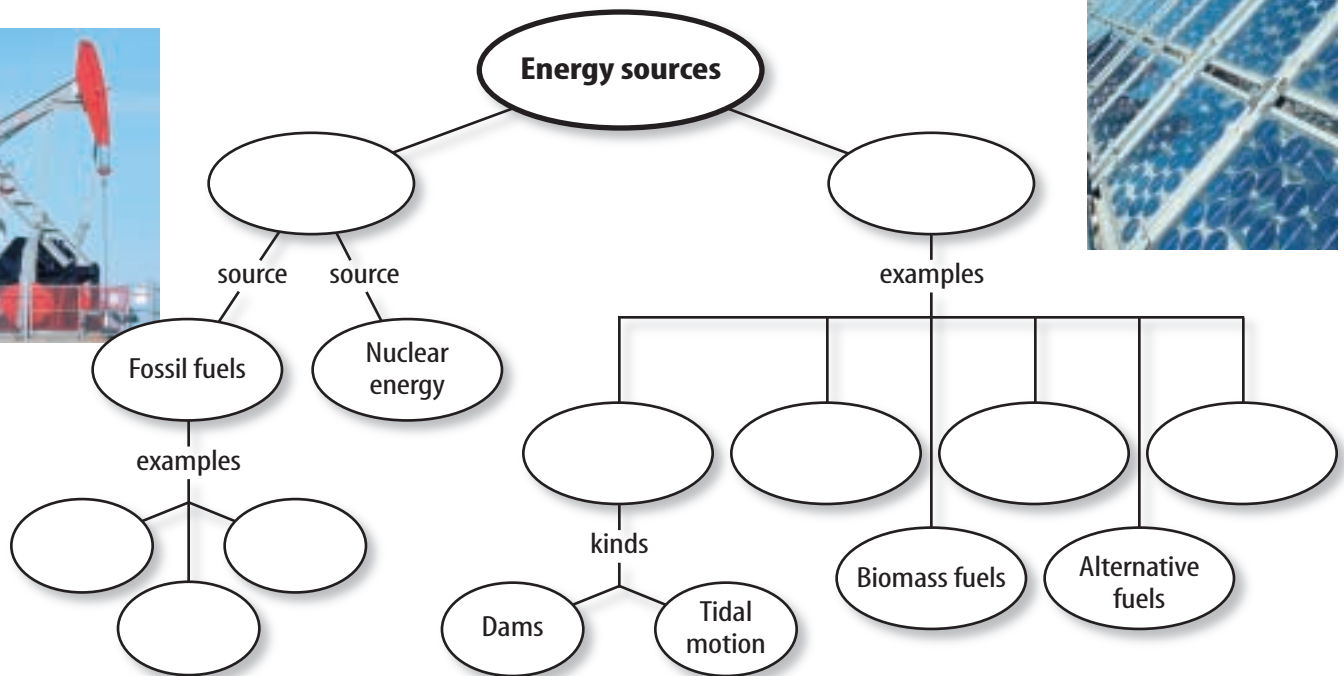 Energy sources
source
source
examples
Fossil fuels
Nuclear
energy
examples
kinds
Dams
Tidal
motion
Biomass fuels
Alternative
fuels